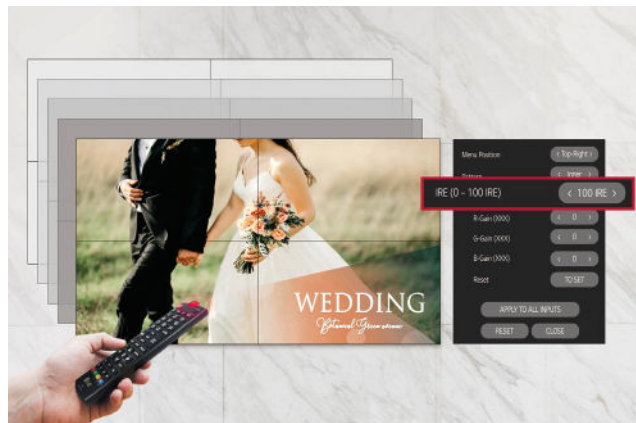 WEDDING
Menu Position
< Top-Right >
Pattern
< Inner >
IRE (0 ~ 100 IRE)
< 100 IRE >
R-Gain (XXX)
< 0 >
G-Gain (XXX)
< 0 >
B-Gain (XXX)
< 0 >
Reset
TO SET
APPLY TO ALL INPUTS
RESET
CLOSE